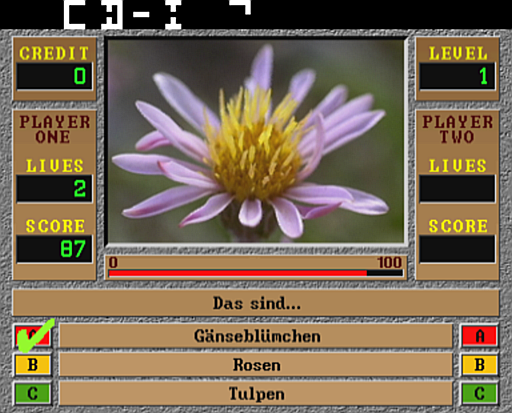 CREDIT
0
LEVEL
1
PLAYER
ONE
LIVES
2
SCORE
87
PLAYER
TWO
LIVES
SCORE
0 100
Das sind...
A Gänseblümchen A
B Rosen B
C Tulpen C